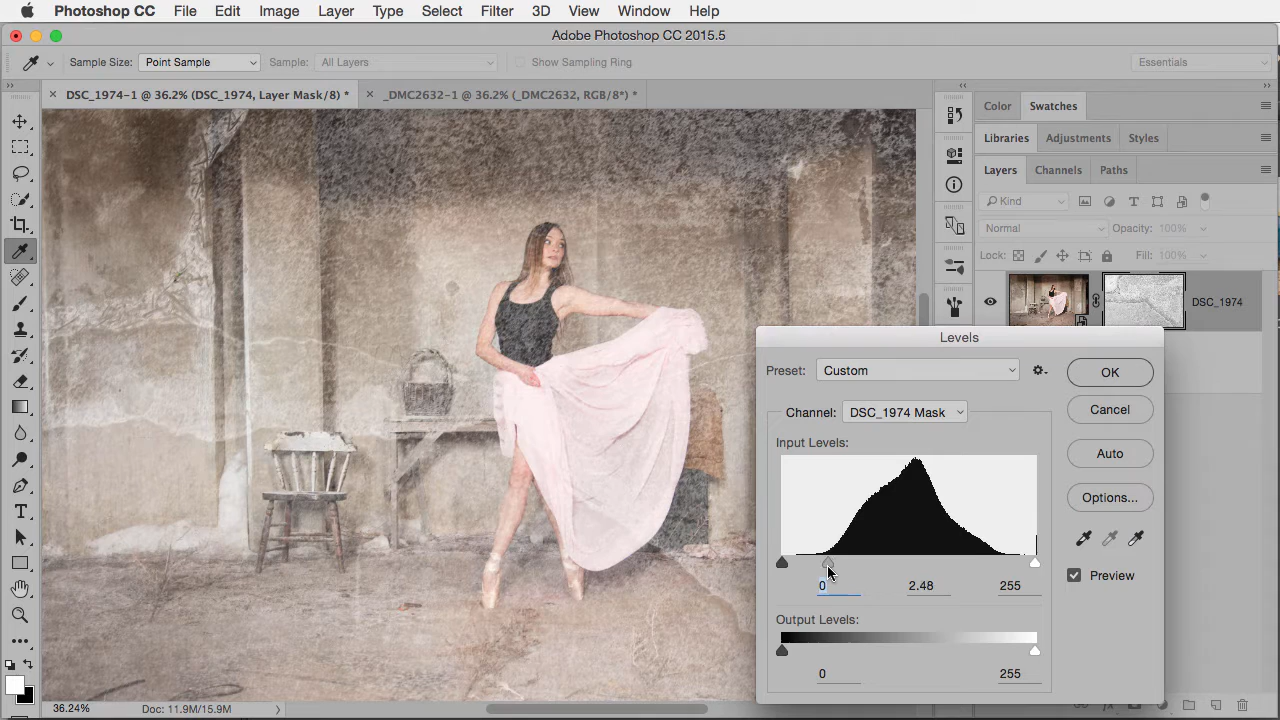 Photoshop CC File Edit Image Layer Type Select Filter 3D View Window Help
Adobe Photoshop CC 2015.5
Sample Size: Point Sample Sample: All Layers Show Sampling Ring Essentials
DSC_1974-1 @ 36.2% (DSC_1974, Layer Mask/8) * _DMC2632-1 @ 36.2% (_DMC2632, RGB/8*) *
Color Swatches
Libraries Adjustments Styles
Layers Channels Paths
Kind
Normal Opacity: 100%
Lock: Fill: 100%
DSC_1974
Levels
Preset: Custom
OK
Channel: DSC_1974 Mask
Cancel
Input Levels:
Auto
Options...
0 2.48 255
Preview
Output Levels:
0 255
36.24% Doc: 11.9M/15.9M